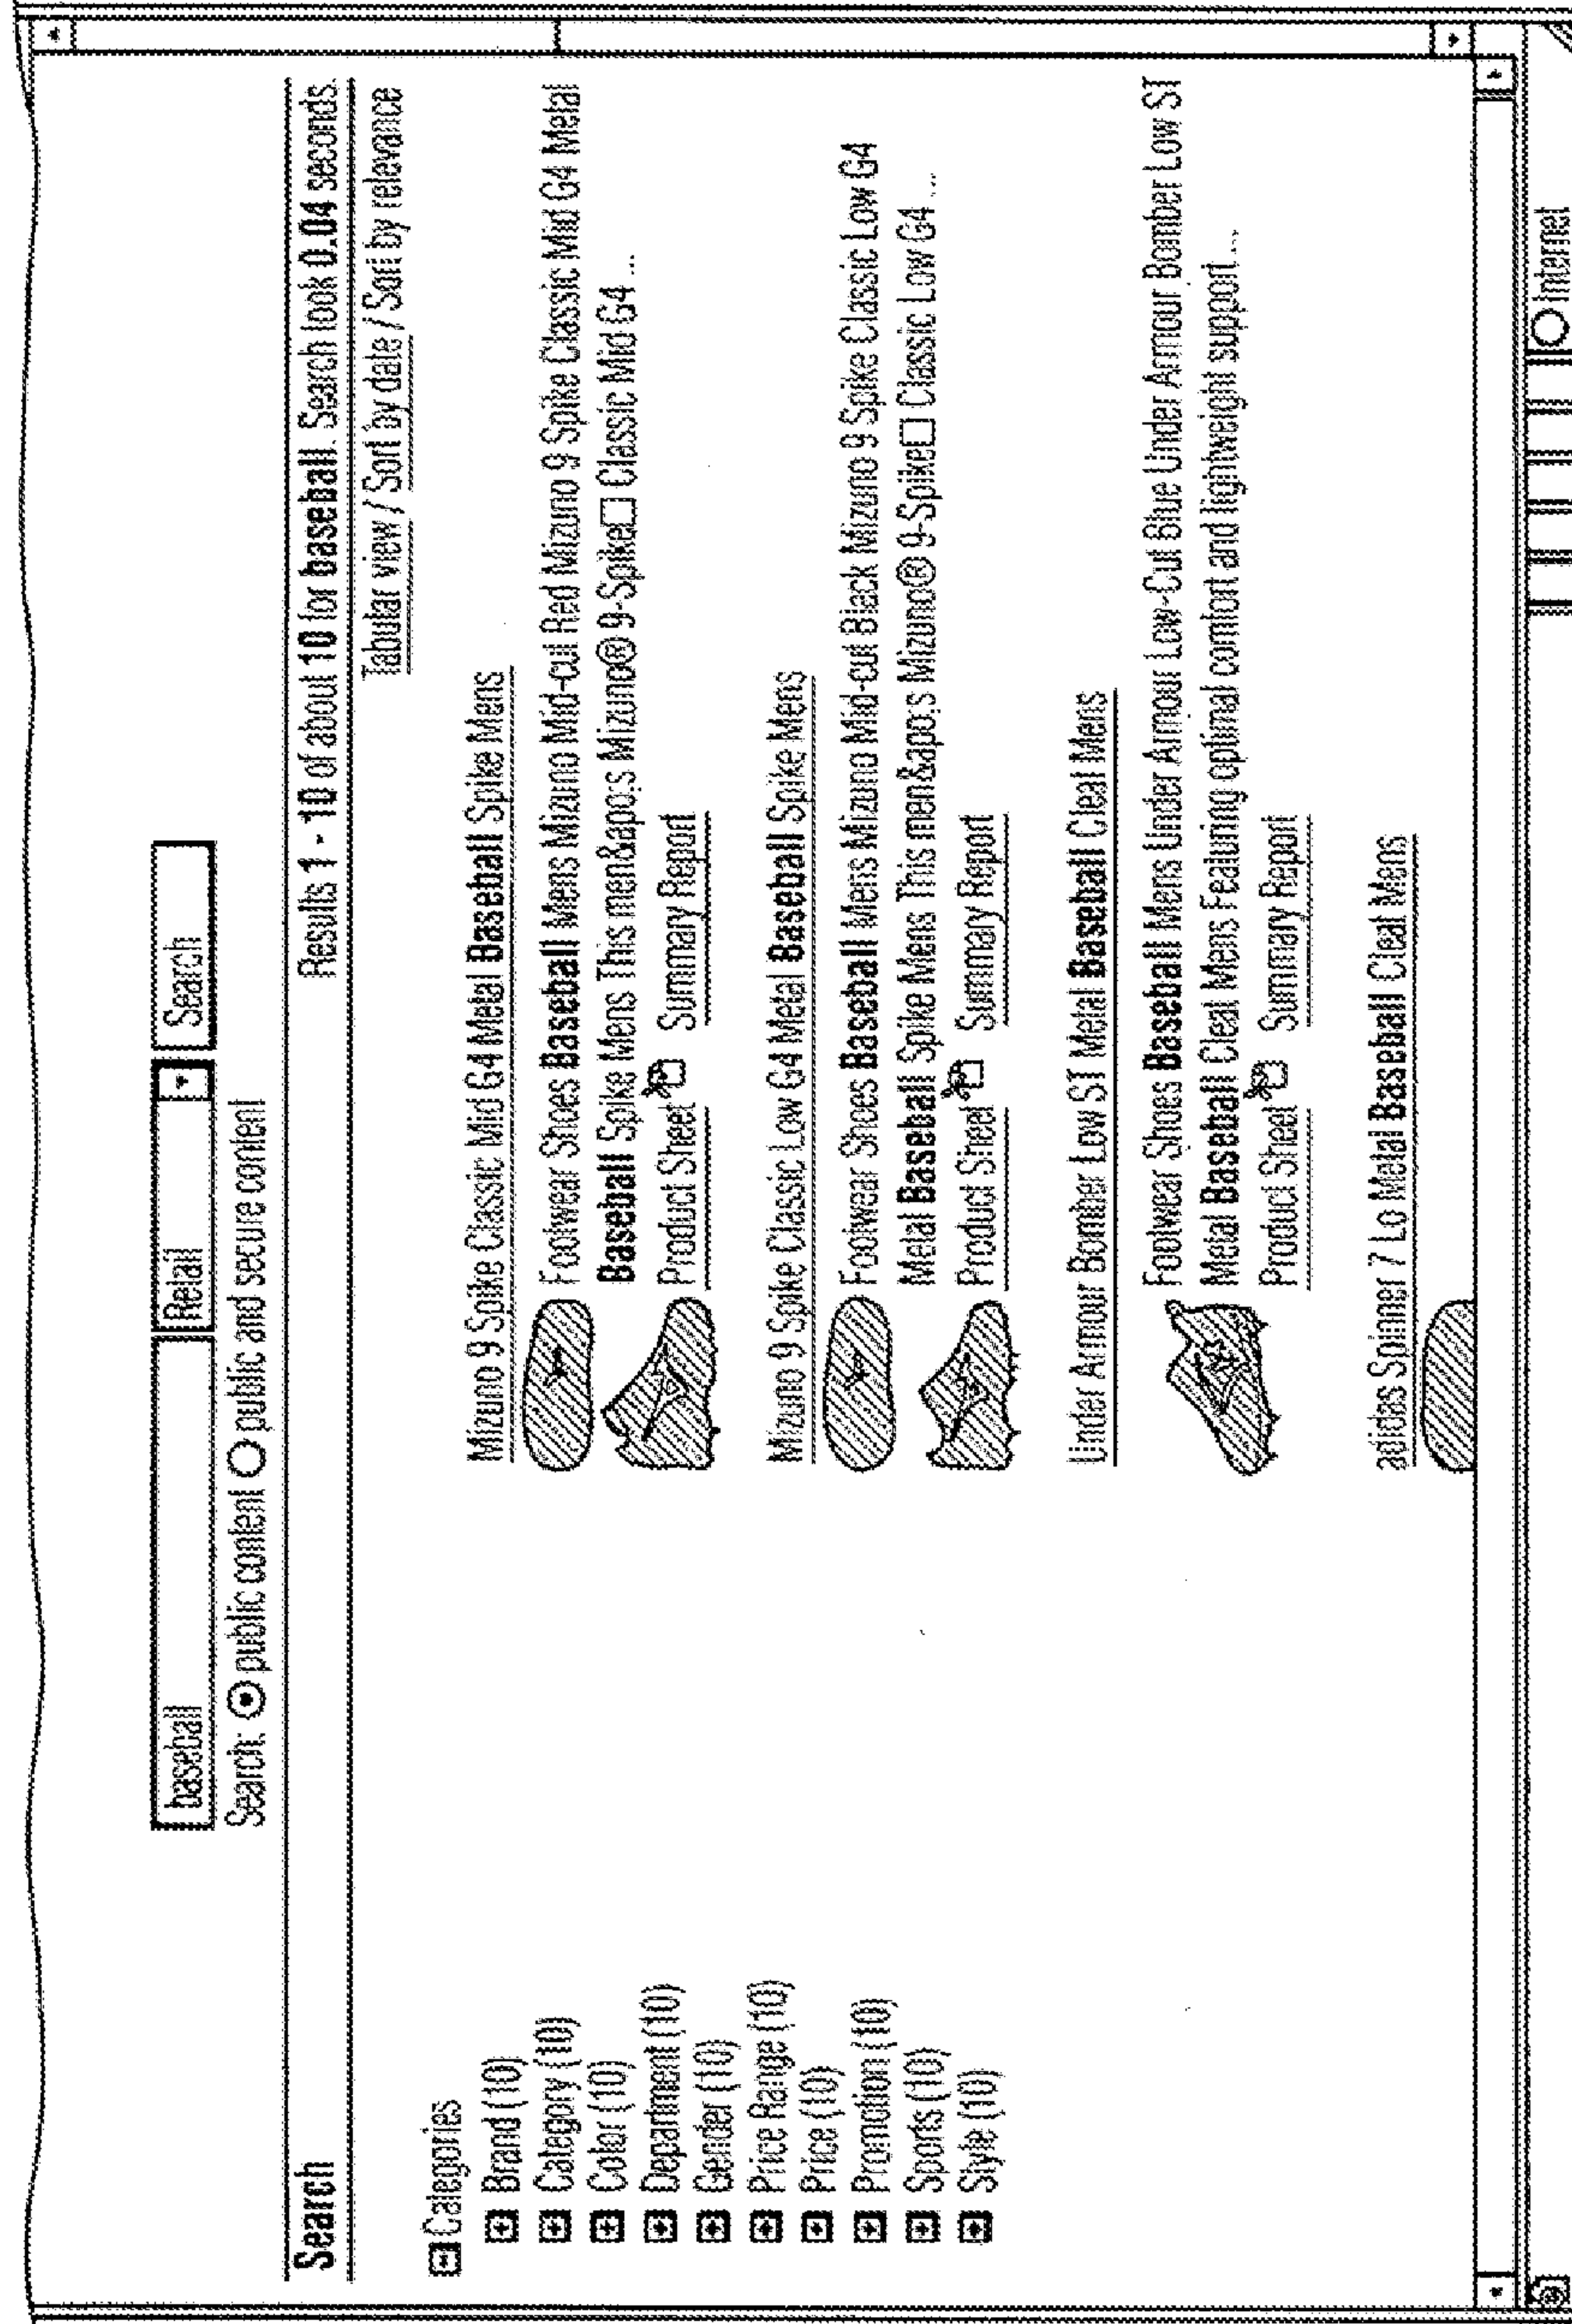 baseball Retail Search
Search: public content public and secure content
Search Results 1 - 10 of about 10 for baseball. Search took 0.04 seconds.
Tabular view / Sort by date / Sort by relevance
Categories
Brand (10)
Category (10)
Color (10)
Department (10)
Gender (10)
Price Range (10)
Price (10)
Promotion (10)
Sports (10)
Style (10)
Mizuno 9 Spike Classic Mid G4 Metal Baseball Spike Mens
Footwear Shoes Baseball Mens Mizuno Mid-cut Red Mizuno 9 Spike Classic Mid G4 Metal
Baseball Spike Mens This men&apo;s Mizuno® 9-Spike□ Classic Mid G4 ...
Product Sheet Summary Report
Mizuno 9 Spike Classic Low G4 Metal Baseball Spike Mens
Footwear Shoes Baseball Mens Mizuno Mid-cut Black Mizuno 9 Spike Classic Low G4
Metal Baseball Spike Mens This men&apo;s Mizuno® 9-Spike□ Classic Low G4 ...
Product Sheet Summary Report
Under Armour Bomber Low ST Metal Baseball Cleat Mens
Footwear Shoes Baseball Mens Under Armour Low-Cut Blue Under Armour Bomber Low ST
Metal Baseball Cleat Mens Featuring optimal comfort and lightweight support ...
Product Sheet Summary Report
adidas Spinner 7 Lo Metal Baseball Cleat Mens
Internet